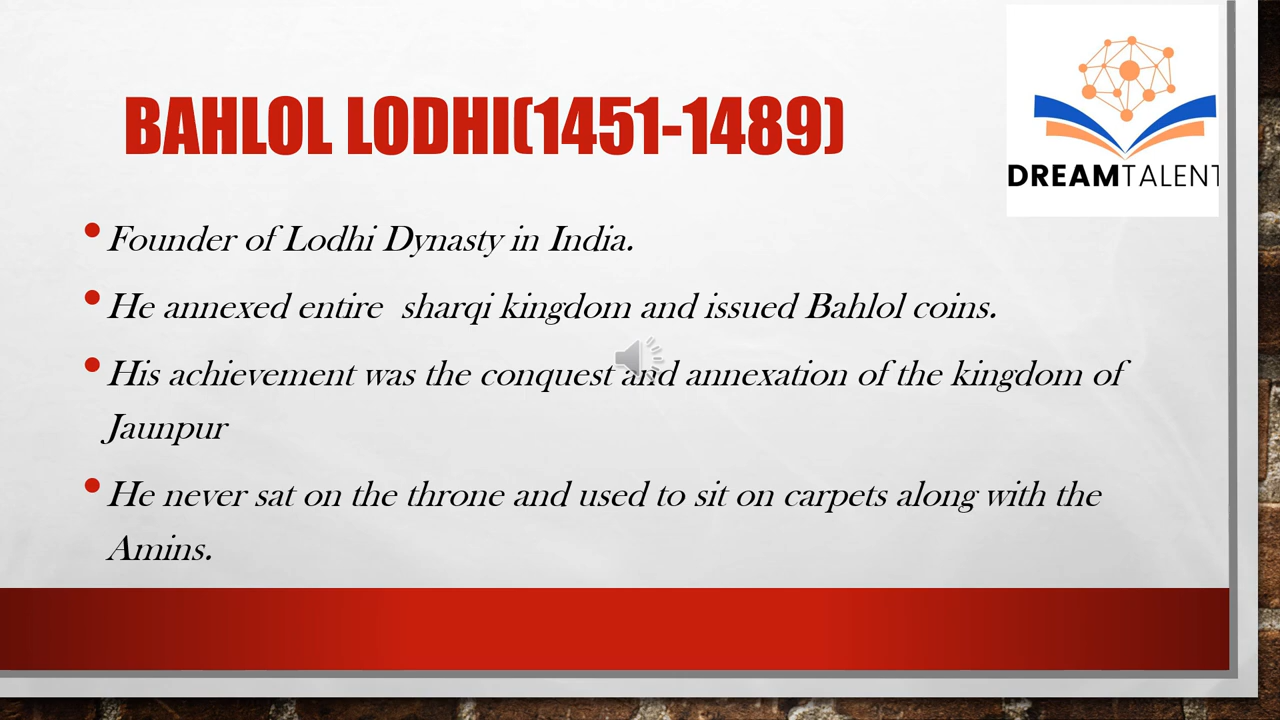 BAHLOL LODHI(1451-1489)
DREAMTALENT
Founder of Lodhi Dynasty in India.
He annexed entire sharqi kingdom and issued Bahlol coins.
His achievement was the conquest and annexation of the kingdom of
Jaunpur
He never sat on the throne and used to sit on carpets along with the
Amins.